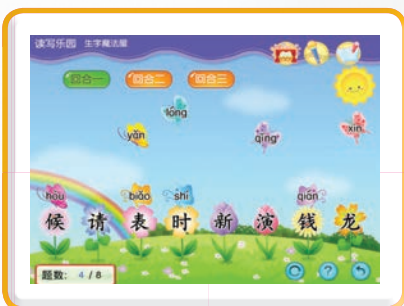 读写乐园 生字魔法屋
回合一 回合二 回合三
lóng
yǎn qǐng xīn
hòu biǎo shí qián
候 请 表 时 新 演 钱 龙
题数: 4 / 8
?